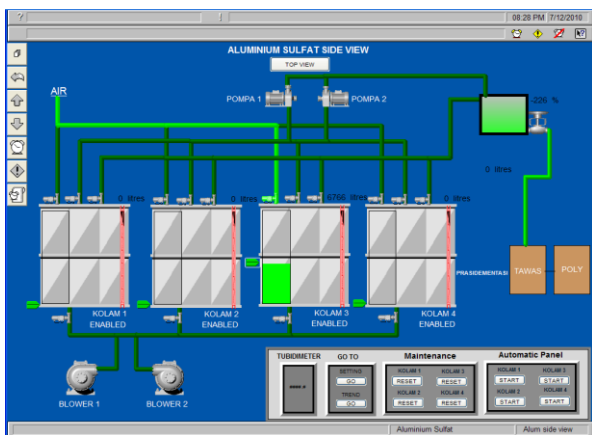 08:28 PM 7/12/2010
ALUMINIUM SULFAT SIDE VIEW
TOP VIEW
AIR
POMPA 1
POMPA 2
-226 %
0 litres
0 litres
0 litres
6766 litres
0 litres
PRASIDEMENTASI
TAWAS
POLY
KOLAM 1
ENABLED
KOLAM 2
ENABLED
KOLAM 3
ENABLED
KOLAM 4
ENABLED
BLOWER 1
BLOWER 2
TUBIDIMETER
GO TO
SETTING
GO
TREND
GO
Maintenance
KOLAM 1
KOLAM 3
RESET
RESET
KOLAM 2
KOLAM 4
RESET
RESET
Automatic Panel
KOLAM 1
KOLAM 3
START
START
KOLAM 2
KOLAM 4
START
START
Aluminium Sulfat
Alum side view